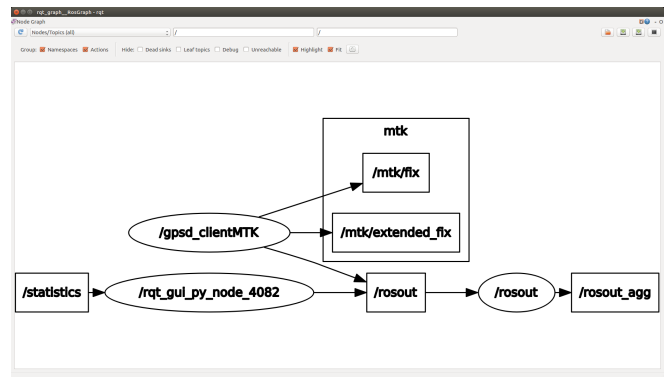 rqt_graph__RosGraph - rqt
Node Graph
Nodes/Topics (all) / /
Group: Namespaces Actions Hide: Dead sinks Leaf topics Debug Unreachable Highlight Fit
mtk
/mtk/fix
/gpsd_clientMTK /mtk/extended_fix
/statistics /rqt_gui_py_node_4082 /rosout /rosout /rosout_agg